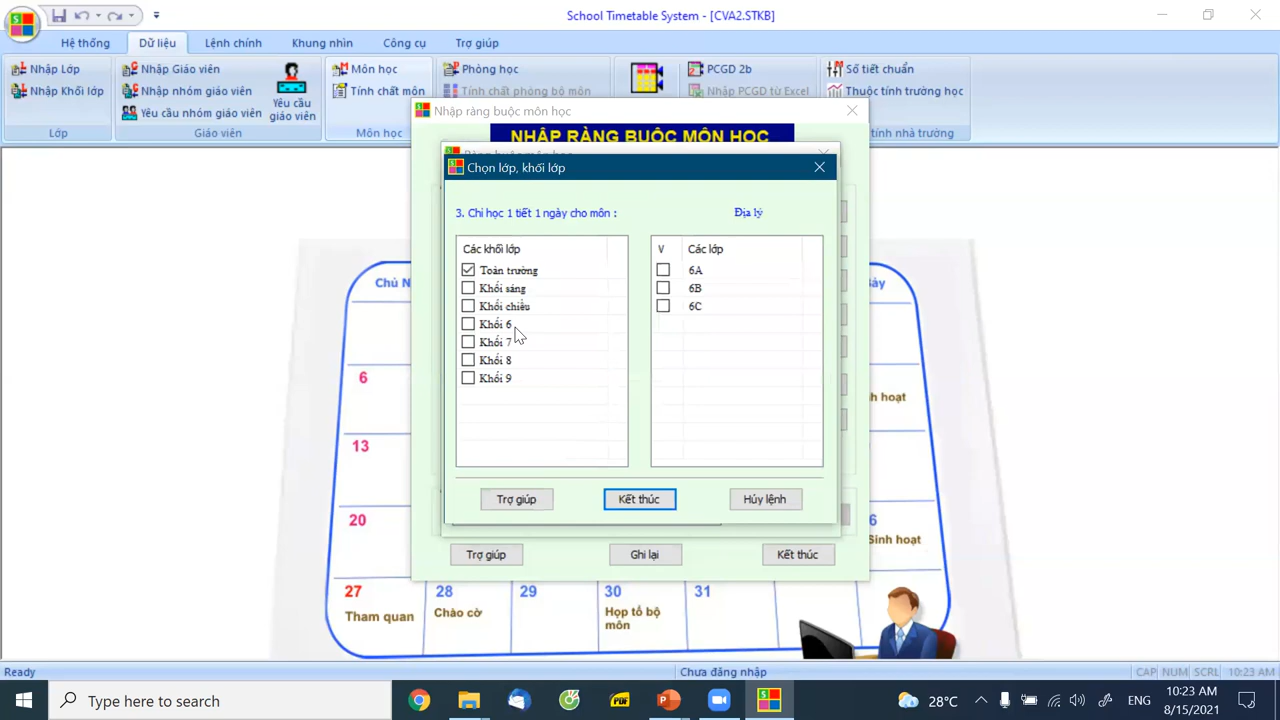 School Timetable System - [CVA2.STKB]
Hệ thống
Dữ liệu
Lệnh chính
Khung nhìn
Công cụ
Trợ giúp
Nhập Lớp
Nhập Khối lớp
Lớp
Nhập Giáo viên
Nhập nhóm giáo viên
Yêu cầu nhóm giáo viên
Yêu cầu
giáo viên
Giáo viên
Môn học
Tính chất môn
Môn học
Phòng học
Tính chất phòng bộ môn
PCGD 2b
Nhập PCGD từ Excel
Số tiết chuẩn
Thuộc tính trường học
tính nhà trường
Nhập ràng buộc môn học
NHẬP RÀNG BUỘC MÔN HỌC
Chọn lớp, khối lớp
3. Chỉ học 1 tiết 1 ngày cho môn :
Địa lý
Các khối lớp
Toàn trường
Khối sáng
Khối chiều
Khối 6
Khối 7
Khối 8
Khối 9
V
Các lớp
6A
6B
6C
Trợ giúp
Kết thúc
Hủy lệnh
Trợ giúp
Ghi lại
Kết thúc
Chủ N
ảy
6
hoạt
13
20
6
Sinh hoạt
27
Tham quan
28
Chào cờ
29
30
Họp tổ bộ
môn
31
Ready
Chưa đăng nhập
CAP
NUM
SCRL
10:23 AM
Type here to search
PDF
28°C
ENG
10:23 AM
8/15/2021